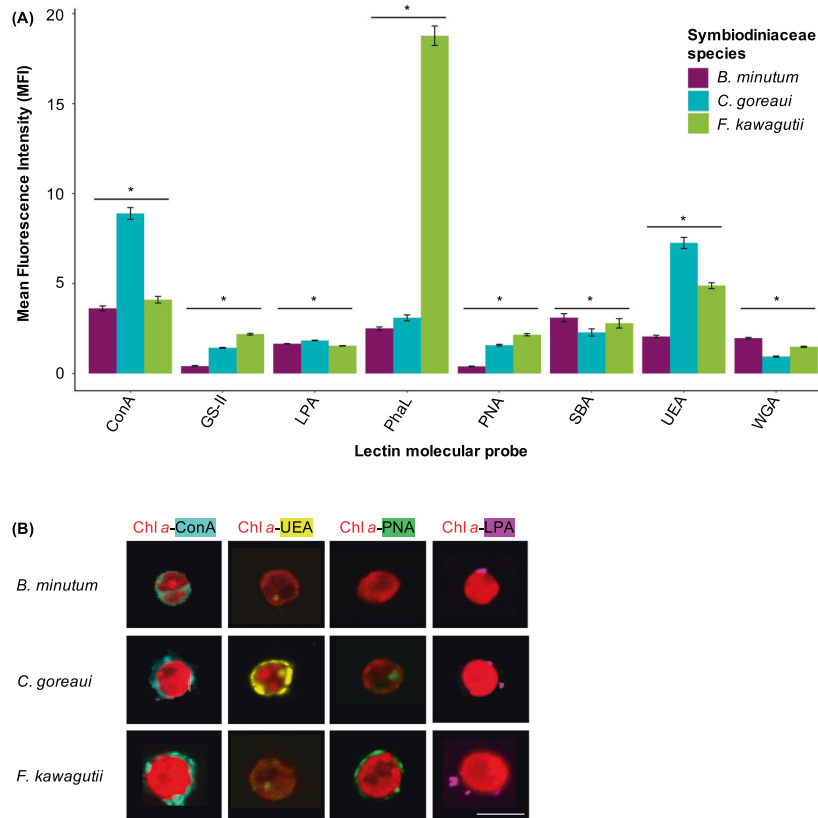 (A)
*
Symbiodiniaceae
species
B. minutum
C. goreaui
F. kawagutii
Mean Fluorescence Intensity (MFI)
20
15
10
5
0
*
*
*
*
*
*
*
ConA
GS-II
LPA
PhaL
PNA
SBA
UEA
WGA
Lectin molecular probe
(B)
Chl a-ConA
Chl a-UEA
Chl a-PNA
Chl a-LPA
B. minutum
C. goreaui
F. kawagutii